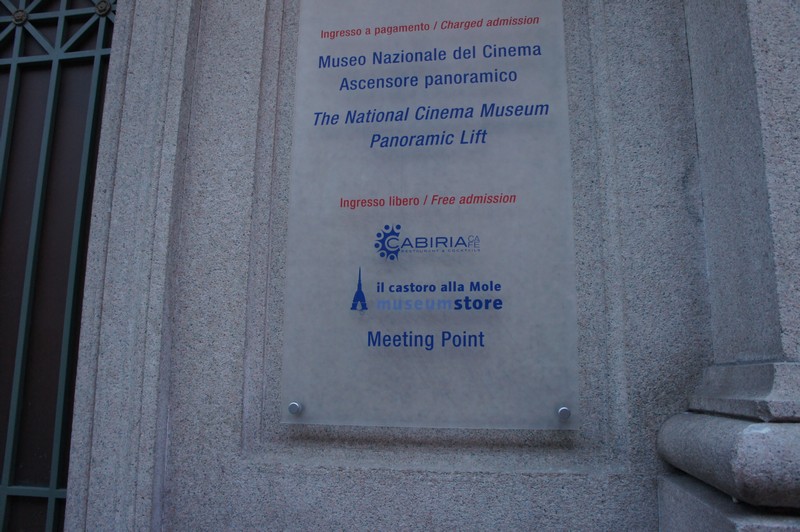 Ingresso a pagamento / Charged admission
Museo Nazionale del Cinema
Ascensore panoramico
The National Cinema Museum
Panoramic Lift
Ingresso libero / Free admission
CABIRIA CAFÈ
il castoro alla Mole
museumstore
Meeting Point